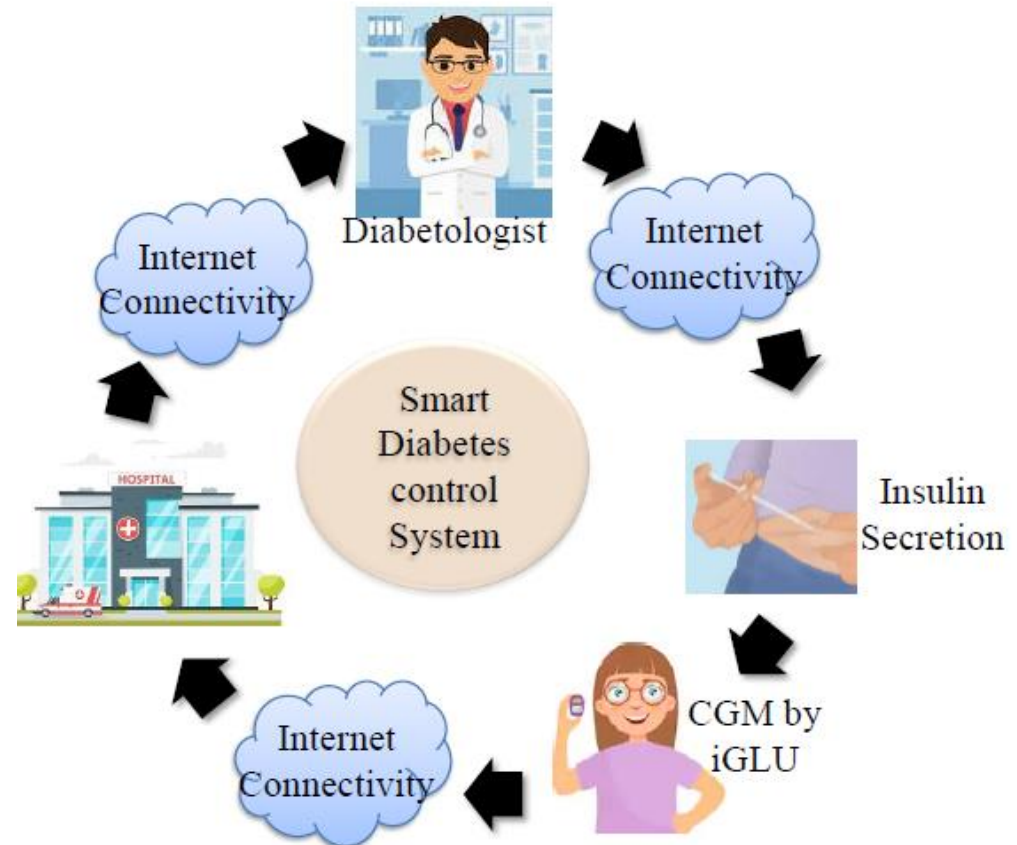 Diabetologist
Internet
Connectivity
Internet
Connectivity
Smart
Diabetes
control
System
HOSPITAL
Insulin
Secretion
CGM by
iGLU
Internet
Connectivity